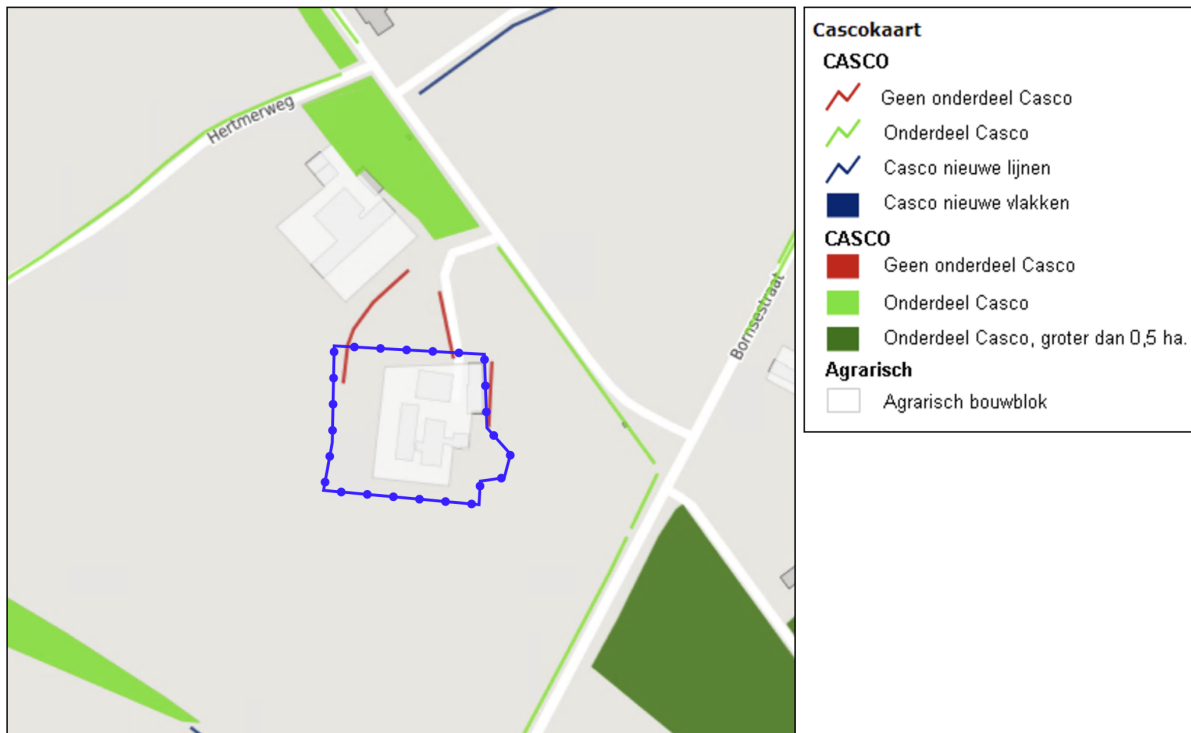 Hertmerweg
Bornsestraat
Cascokaart
CASCO
Geen onderdeel Casco
Onderdeel Casco
Casco nieuwe lijnen
Casco nieuwe vlakken
CASCO
Geen onderdeel Casco
Onderdeel Casco
Onderdeel Casco, groter dan 0,5 ha.
Agrarisch
Agrarisch bouwblok